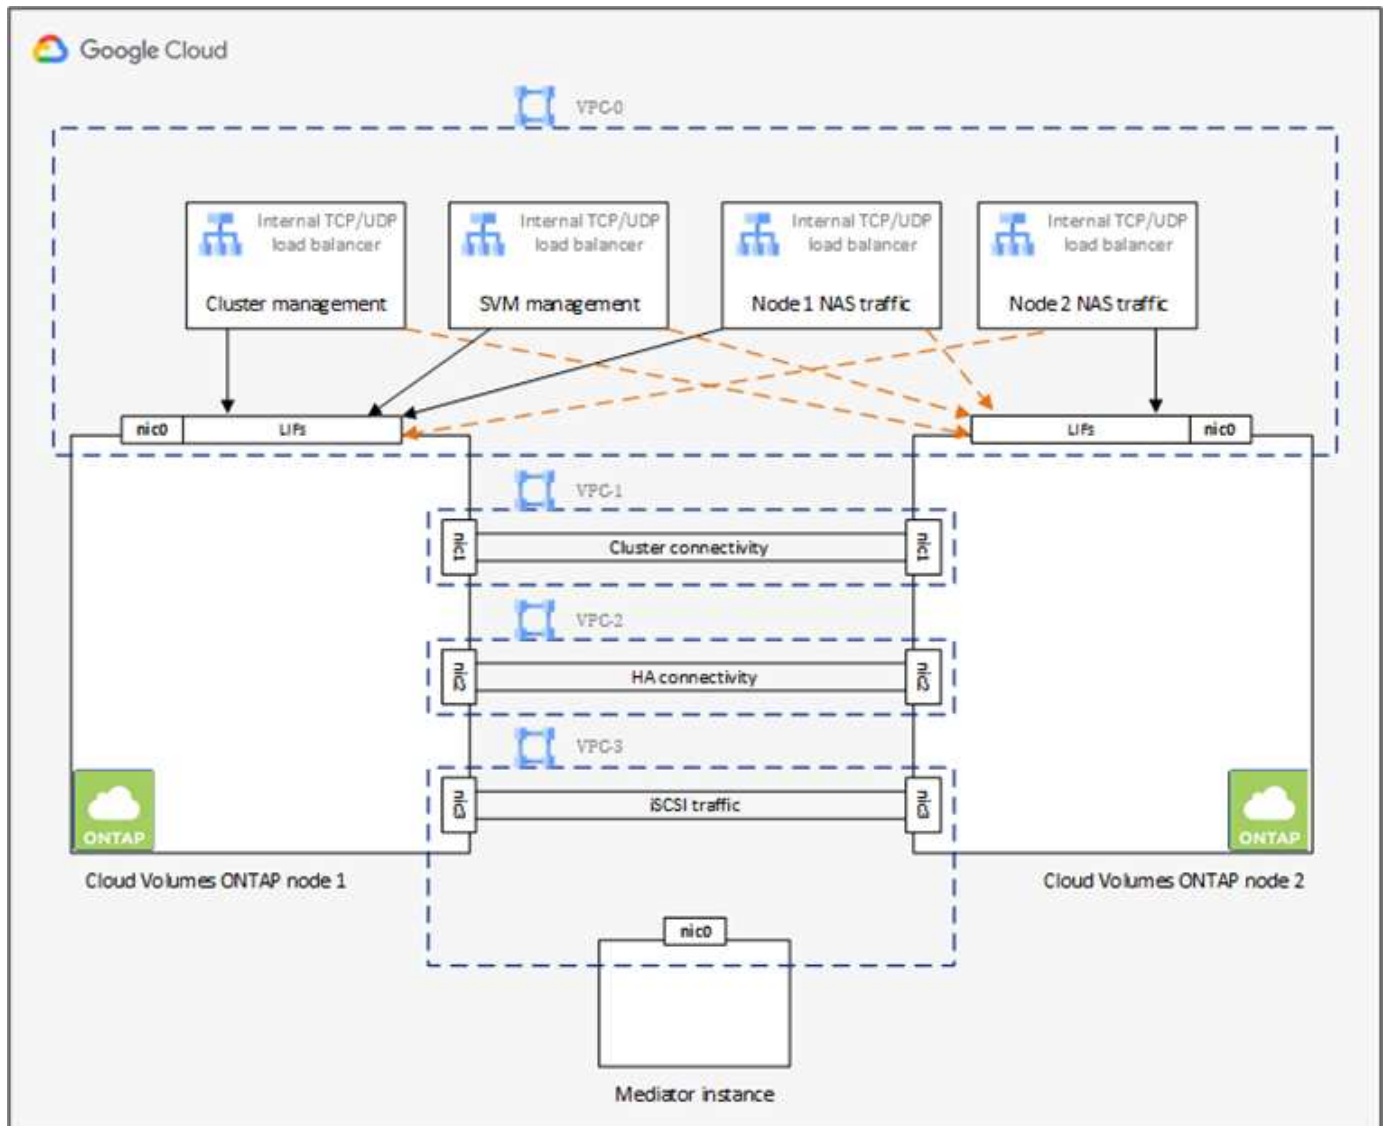 Google Cloud
VPC-0
Internal TCP/UDP
load balancer
Cluster management
Internal TCP/UDP
load balancer
SVM management
Internal TCP/UDP
load balancer
Node 1 NAS traffic
Internal TCP/UDP
load balancer
Node 2 NAS traffic
nic0
LIFs
LIFs
nic0
VPC-1
nic1
Cluster connectivity
nic1
VPC-2
nic2
HA connectivity
nic2
VPC-3
nic3
iSCSI traffic
nic3
ONTAP
ONTAP
Cloud Volumes ONTAP node 1
Cloud Volumes ONTAP node 2
nic0
Mediator instance